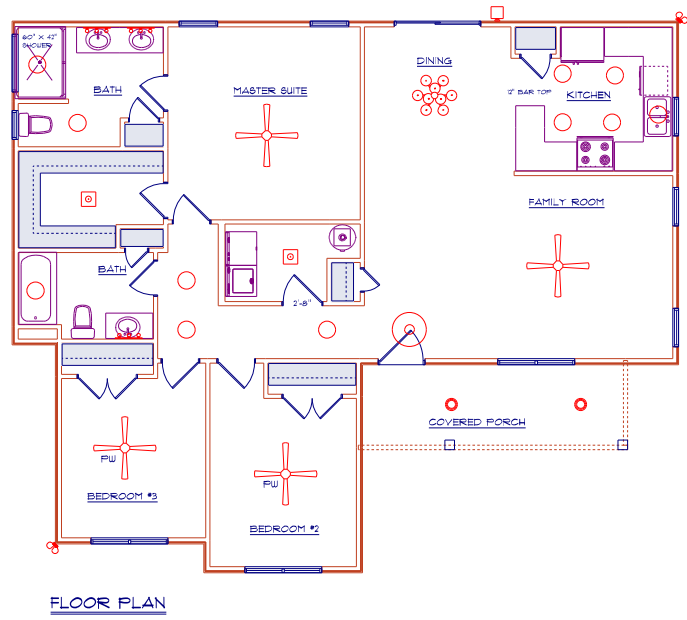 60" X 42"
SHOWER
BATH
MASTER SUITE
DINING
12" BAR TOP
KITCHEN
FAMILY ROOM
BATH
2'-8"
COVERED PORCH
PW
BEDROOM #3
PW
BEDROOM #2
FLOOR PLAN